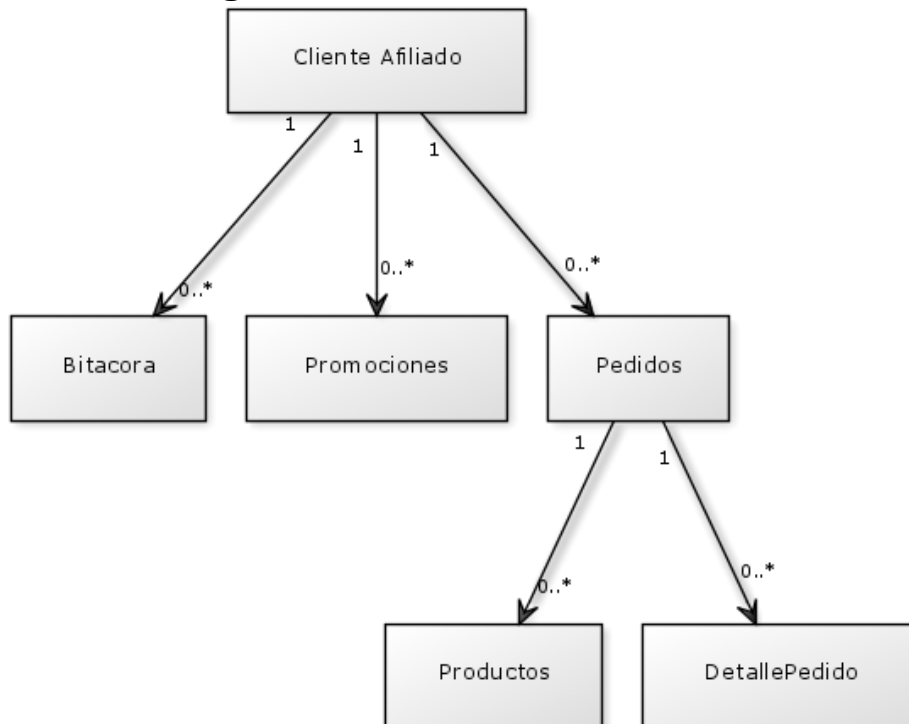 Cliente Afiliado
1
1
1
0..*
0..*
0..*
Bitacora
Promociones
Pedidos
1
1
0..*
0..*
Productos
DetallePedido